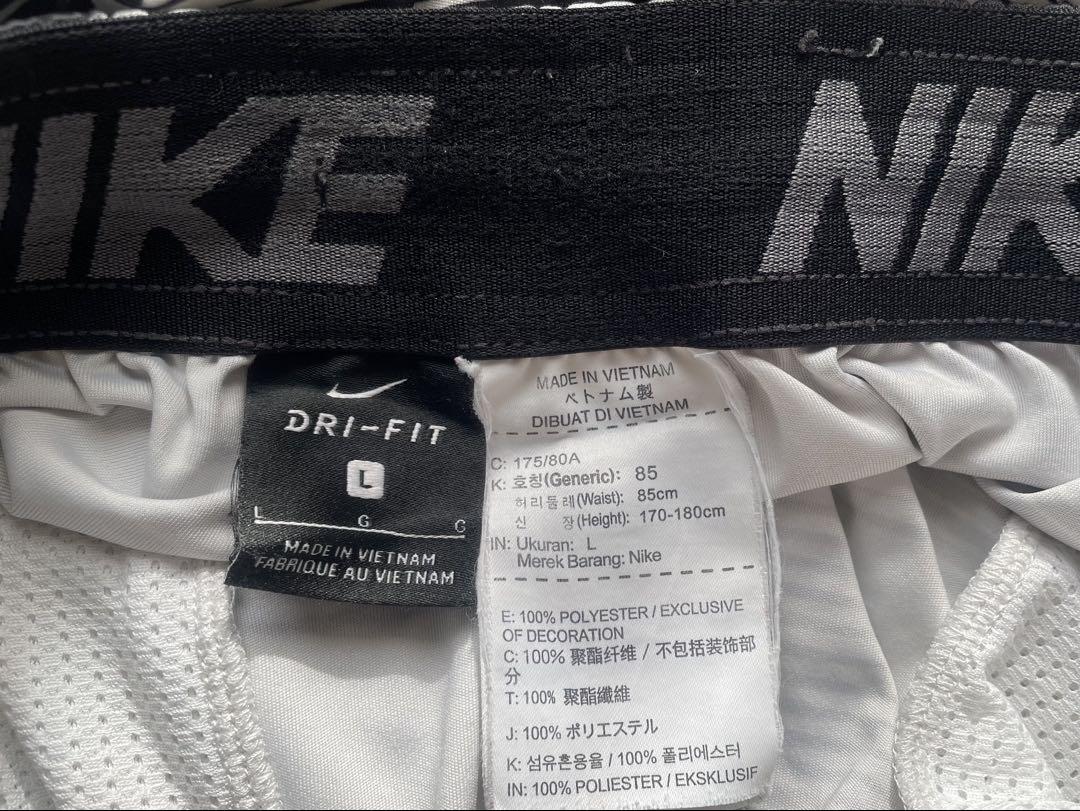 NIKE
NIK
DRI-FIT
L
L G G
MADE IN VIETNAM
FABRIQUÉ AU VIETNAM
MADE IN VIETNAM
ベトナム製
DIBUAT DI VIETNAM
C: 175/80A
K: 호칭(Generic): 85
허리둘레(Waist): 85cm
신 장(Height): 170-180cm
IN: Ukuran: L
Merek Barang: Nike
E: 100% POLYESTER / EXCLUSIVE
OF DECORATION
C: 100% 聚酯纤维 / 不包括装饰部
分
T: 100% 聚酯纖維
J: 100% ポリエステル
K: 섬유혼용율 / 100% 폴리에스터
IN: 100% POLIESTER / EKSKLUSIF